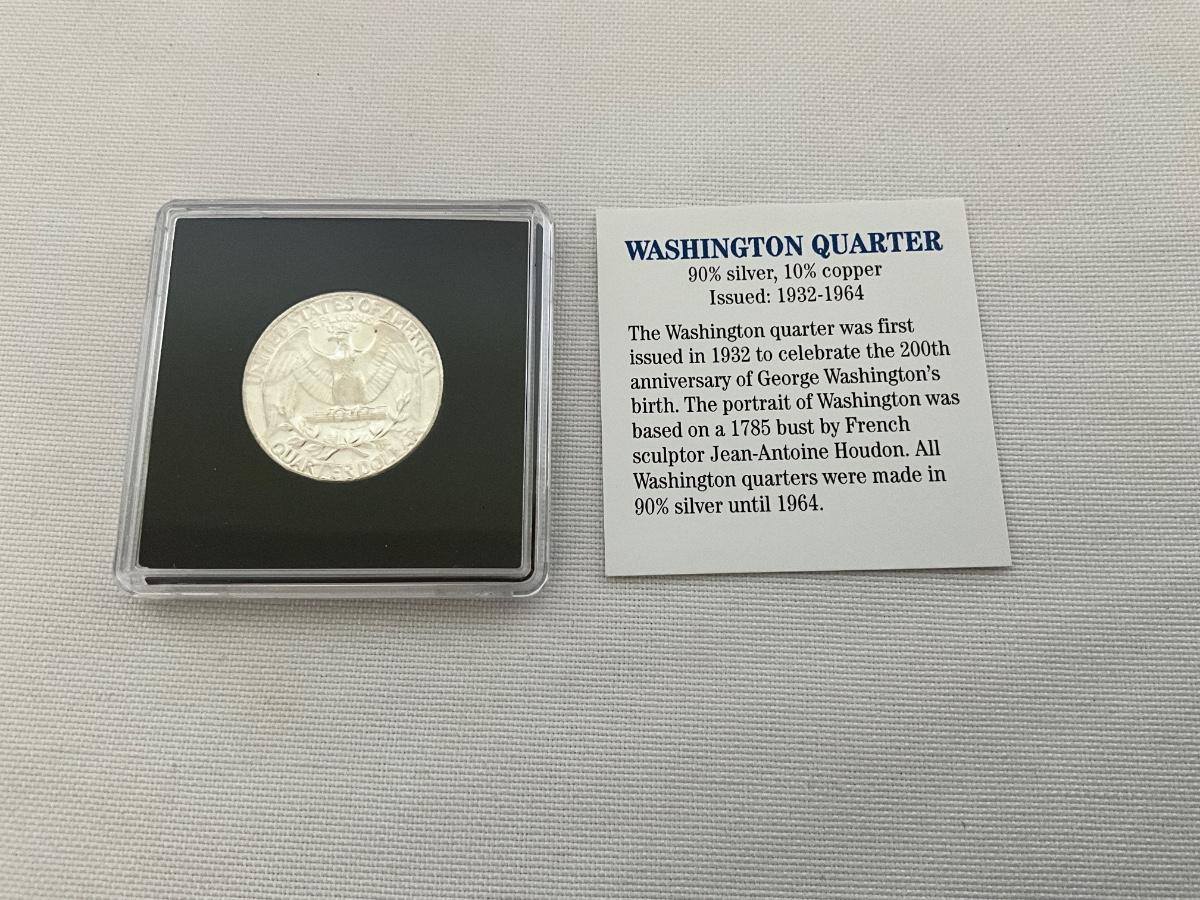 UNITED STATES OF AMERICA
QUARTER DOLLAR
WASHINGTON QUARTER
90% silver, 10% copper
Issued: 1932-1964
The Washington quarter was first
issued in 1932 to celebrate the 200th
anniversary of George Washington's
birth. The portrait of Washington was
based on a 1785 bust by French
sculptor Jean-Antoine Houdon. All
Washington quarters were made in
90% silver until 1964.